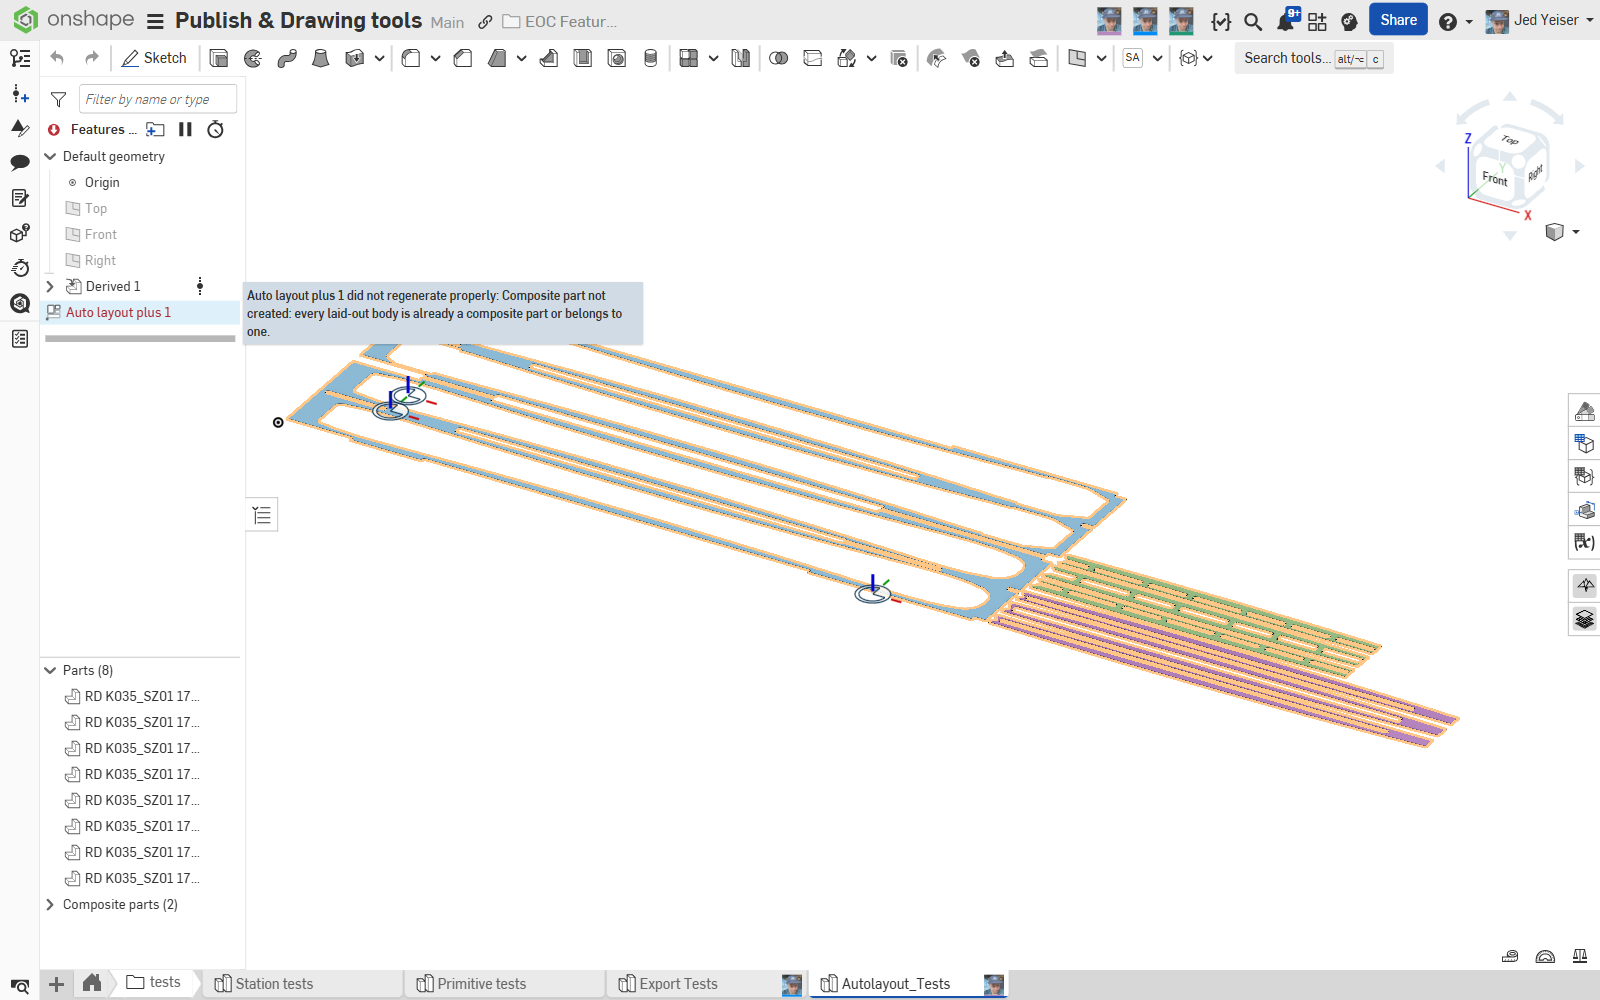 onshape
Publish & Drawing tools
Main
EOC Featur...
9+
Share
Jed Yeiser
Sketch
SA
Search tools...
alt/⌥
c
Filter by name or type
Features ...
Default geometry
Origin
Top
Front
Right
Derived 1
Auto layout plus 1
Auto layout plus 1 did not regenerate properly: Composite part not
created: every laid-out body is already a composite part or belongs to
one.
Z
Top
Y
Front
Right
X
Parts (8)
RD K035_SZ01 17...
RD K035_SZ01 17...
RD K035_SZ01 17...
RD K035_SZ01 17...
RD K035_SZ01 17...
RD K035_SZ01 17...
RD K035_SZ01 17...
RD K035_SZ01 17...
Composite parts (2)
tests
Station tests
Primitive tests
Export Tests
Autolayout_Tests